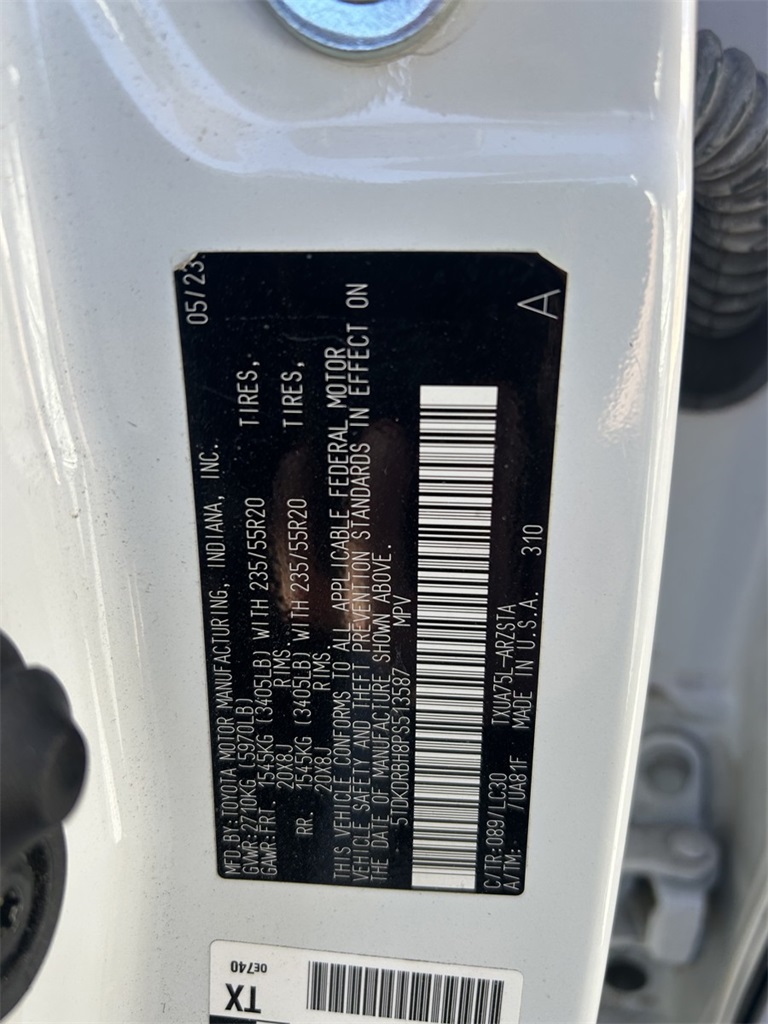 MFD.BY:TOYOTA MOTOR MANUFACTURING, INDIANA, INC. 05/23
GVWR:2710KG (5970LB)
GAWR:FRT. 1545KG (3405LB) WITH 235/55R20 TIRES,
20X8J RIMS.
RR. 1545KG (3405LB) WITH 235/55R20 TIRES,
20X8J RIMS.
THIS VEHICLE CONFORMS TO ALL APPLICABLE FEDERAL MOTOR
VEHICLE SAFETY AND THEFT PREVENTION STANDARDS IN EFFECT ON
THE DATE OF MANUFACTURE SHOWN ABOVE.
5TDKDRBH8PS513587 MPV
C/TR:089/LC30 TXUA75L-ARZSTA
A/TM: /UA81F MADE IN U.S.A. 310
A
0E740
TX